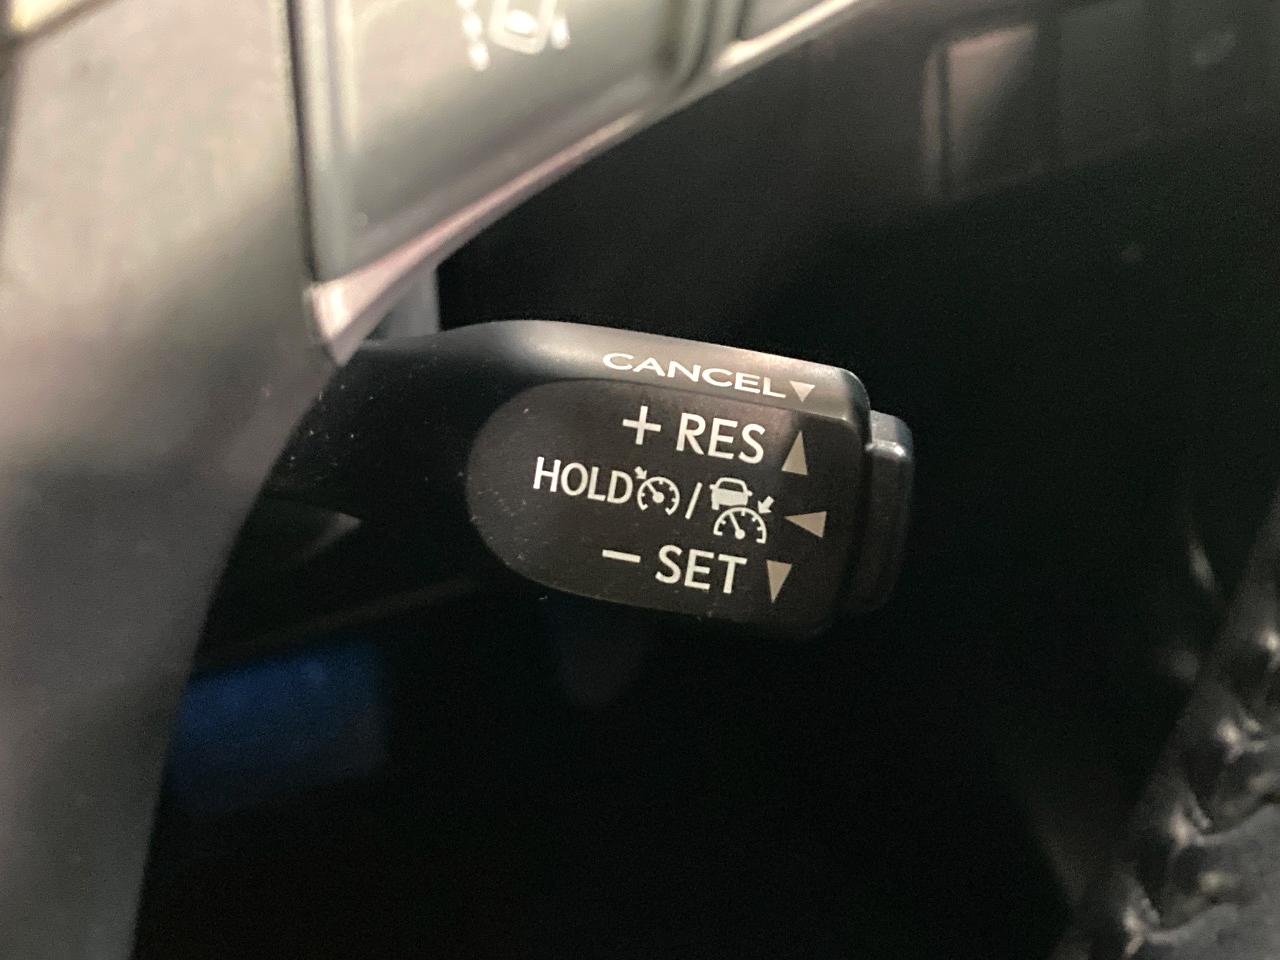 CANCEL
+ RES
HOLD /
− SET